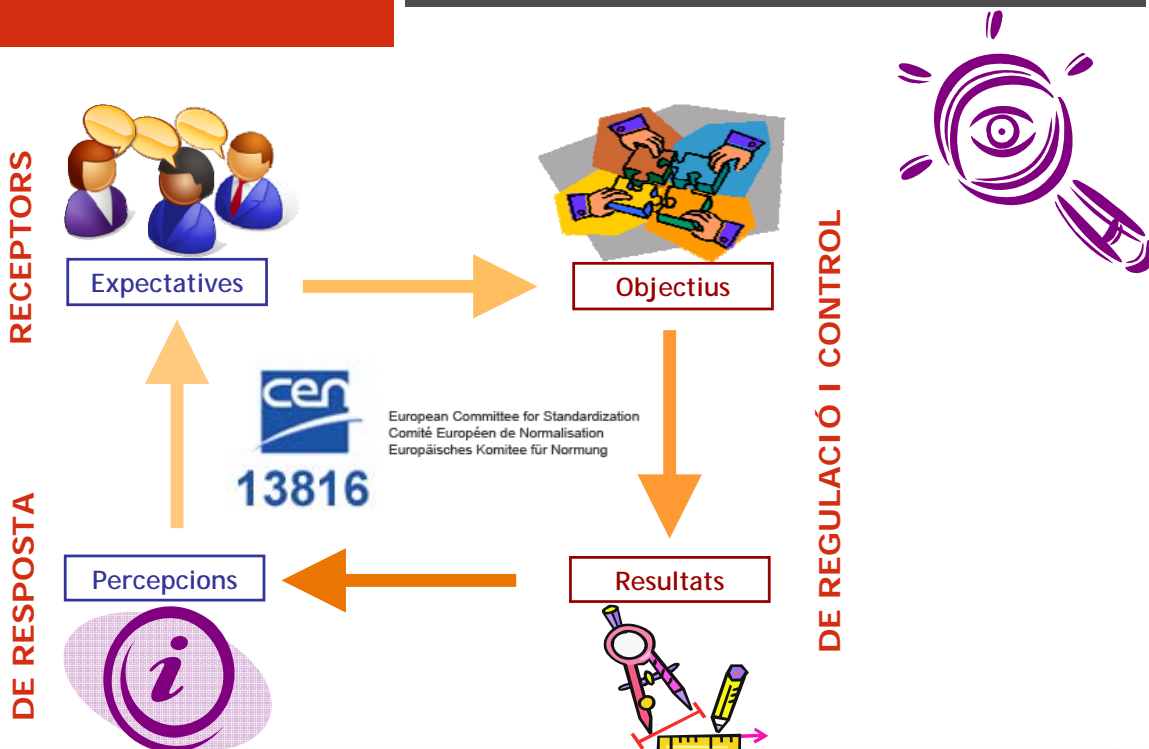 RECEPTORS
Expectatives
Objectius
DE REGULACIÓ I CONTROL
cen
13816
European Committee for Standardization
Comité Européen de Normalisation
Europäisches Komitee für Normung
DE RESPOSTA
Percepcions
Resultats
i